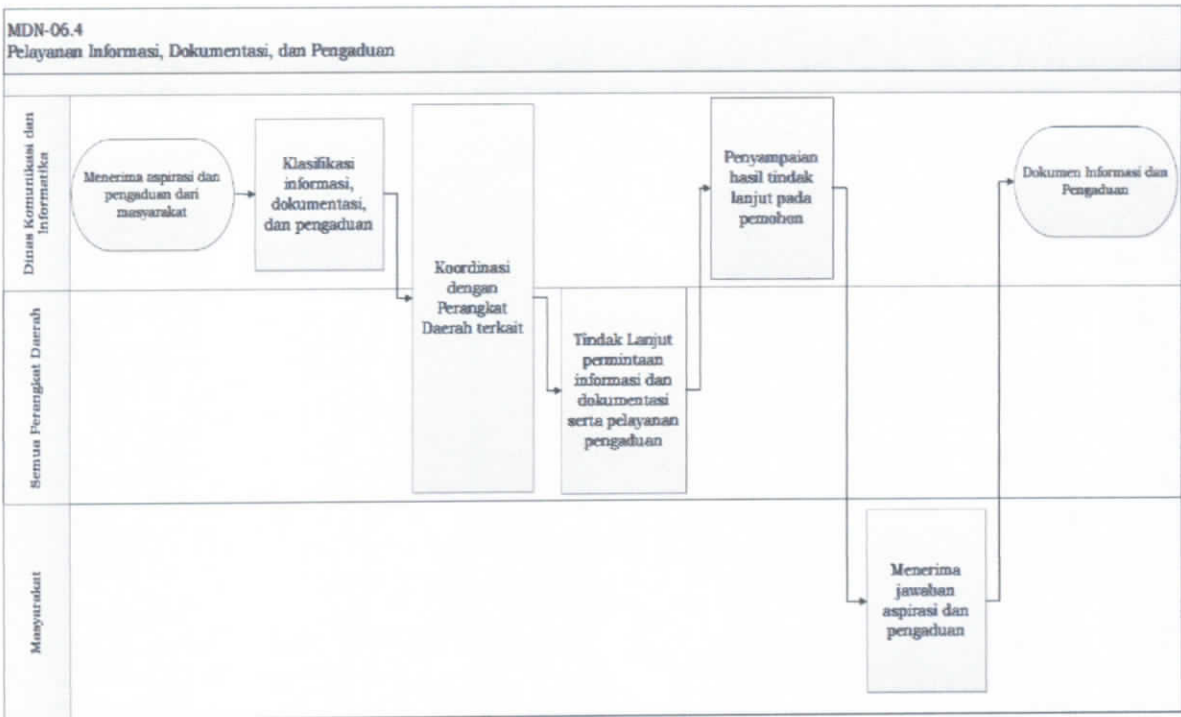 MDN-06.4
Pelayanan Informasi, Dokumentasi, dan Pengaduan
Dinas Komunikasi dan
Informatika
Menerima aspirasi dan
pengaduan dari
masyarakat
Klasifikasi
informasi,
dokumentasi,
dan pengaduan
Koordinasi
dengan
Perangkat
Daerah terkait
Penyampaian
hasil tindak
lanjut pada
pemohon
Dokumen Informasi dan
Pengaduan
Semua Perangkat Daerah
Tindak Lanjut
permintaan
informasi dan
dokumentasi
serta pelayanan
pengaduan
Masyarakat
Menerima
jawaban
aspirasi dan
pengaduan